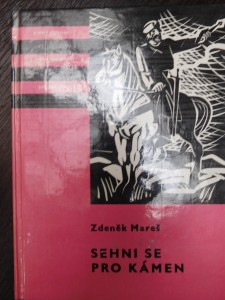 Zdeněk Mareš
SEHNI SE
PRO KÁMEN